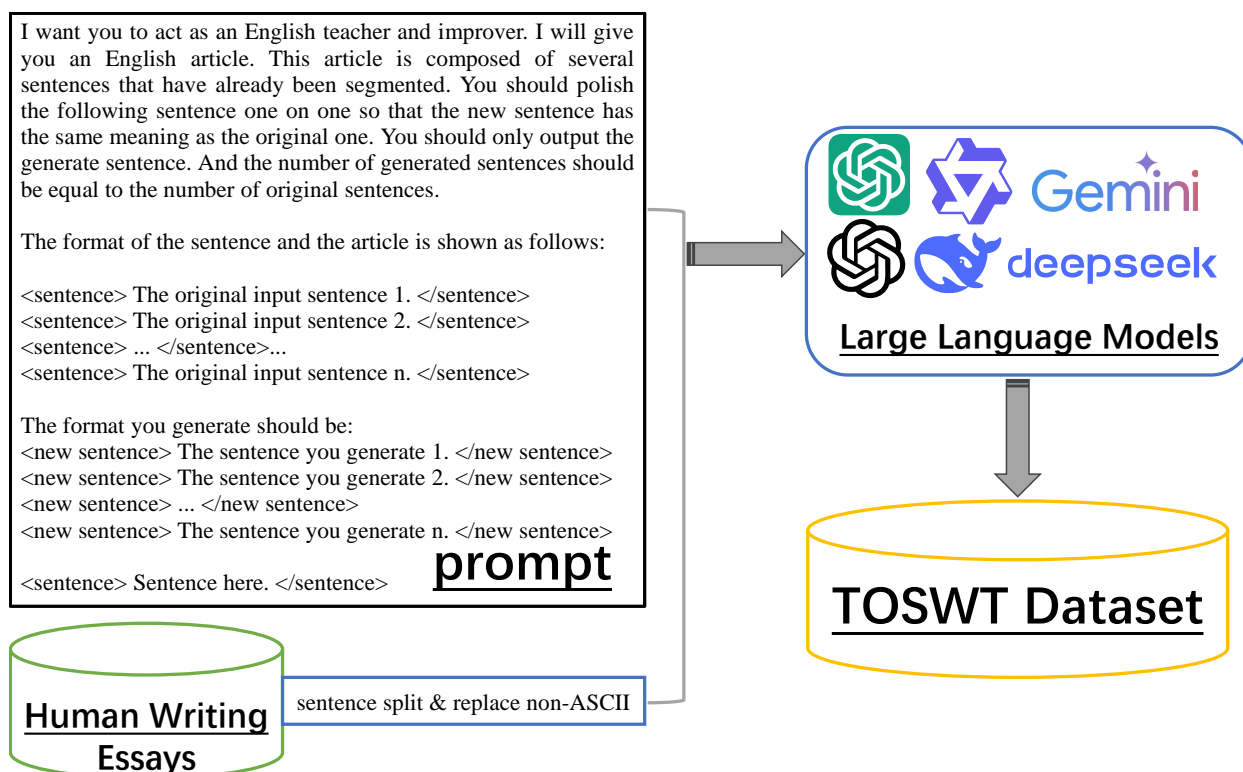 I want you to act as an English teacher and improver. I will give
you an English article. This article is composed of several
sentences that have already been segmented. You should polish
the following sentence one on one so that the new sentence has
the same meaning as the original one. You should only output the
generate sentence. And the number of generated sentences should
be equal to the number of original sentences.
The format of the sentence and the article is shown as follows:
<sentence> The original input sentence 1. </sentence>
<sentence> The original input sentence 2. </sentence>
<sentence> ... </sentence>...
<sentence> The original input sentence n. </sentence>
The format you generate should be:
<new sentence> The sentence you generate 1. </new sentence>
<new sentence> The sentence you generate 2. </new sentence>
<new sentence> ... </new sentence>
<new sentence> The sentence you generate n. </new sentence>
<sentence> Sentence here. </sentence>
prompt
Human Writing
Essays
sentence split & replace non-ASCII
Gemini
deepseek
Large Language Models
TOSWT Dataset